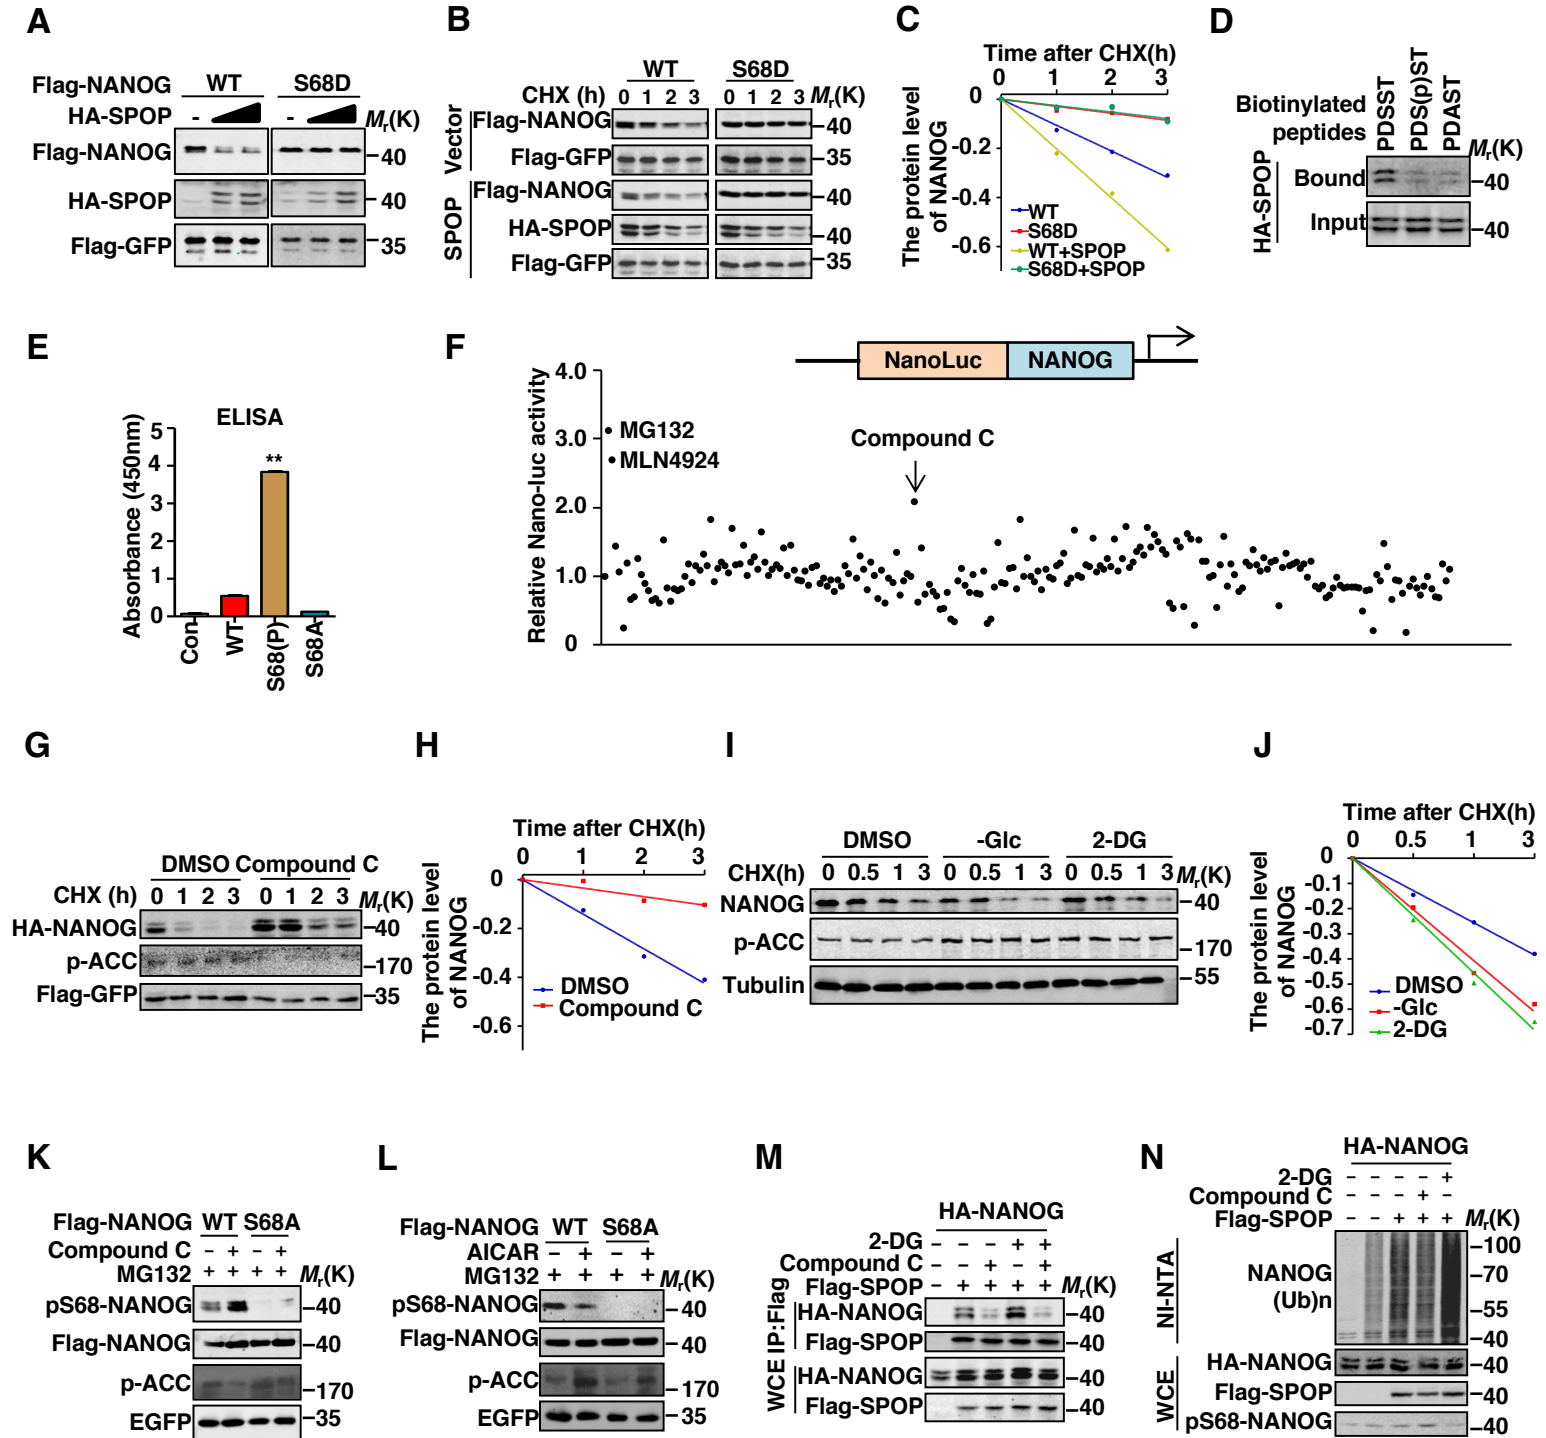 A
Flag-NANOG WT S68D
HA-SPOP - Mr(K)
Flag-NANOG 40
HA-SPOP 40
Flag-GFP 35
B
WT S68D
CHX (h) 0 1 2 3 0 1 2 3 Mr(K)
Vector
Flag-NANOG 40
Flag-GFP 35
SPOP
Flag-NANOG 40
HA-SPOP 40
Flag-GFP 35
C
Time after CHX(h)
0 1 2 3
The protein level
of NANOG
0
-0.2
-0.4
-0.6
WT
S68D
WT+SPOP
S68D+SPOP
D
Biotinylated
peptides
PDSST
PDS(p)ST
PDAST
Mr(K)
HA-SPOP
Bound 40
Input 40
E
ELISA
Absorbance (450nm)
5
4
3
2
1
0
**
Con
WT
S68(P)
S68A
F
NanoLuc NANOG
Relative Nano-luc activity
4.0
3.0
2.0
1.0
0
MG132
MLN4924
Compound C
G
DMSO Compound C
CHX (h) 0 1 2 3 0 1 2 3 Mr(K)
HA-NANOG 40
p-ACC 170
Flag-GFP 35
H
Time after CHX(h)
0 1 2 3
The protein level
of NANOG
0
-0.2
-0.4
-0.6
DMSO
Compound C
I
DMSO -Glc 2-DG
CHX(h) 0 0.5 1 3 0 0.5 1 3 0 0.5 1 3 Mr(K)
NANOG 40
p-ACC 170
Tubulin 55
J
Time after CHX(h)
0 0.5 1 3
The protein level
of NANOG
0
-0.1
-0.2
-0.3
-0.4
-0.5
-0.6
-0.7
DMSO
-Glc
2-DG
K
Flag-NANOG WT S68A
Compound C - + - +
MG132 + + + + Mr(K)
pS68-NANOG 40
Flag-NANOG 40
p-ACC 170
EGFP 35
L
Flag-NANOG WT S68A
AICAR - + - +
MG132 + + + + Mr(K)
pS68-NANOG 40
Flag-NANOG 40
p-ACC 170
EGFP 35
M
HA-NANOG
2-DG - - - + +
Compound C - - + - +
Flag-SPOP - + + + + Mr(K)
IP:Flag
HA-NANOG 40
Flag-SPOP 40
WCE
HA-NANOG 40
Flag-SPOP 40
N
HA-NANOG
2-DG - - - - +
Compound C - - - + -
Flag-SPOP - - + + + Mr(K)
NI-NTA
NANOG
(Ub)n
100
70
55
40
WCE
HA-NANOG 40
Flag-SPOP 40
pS68-NANOG 40